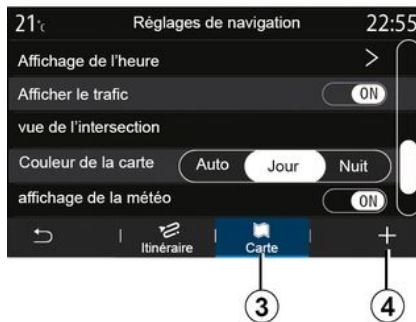 21°c Réglages de navigation 22:55
Affichage de l'heure >
Afficher le trafic ON
vue de l'intersection
Couleur de la carte Auto Jour Nuit
affichage de la météo ON
Itinéraire Carte +
3 4